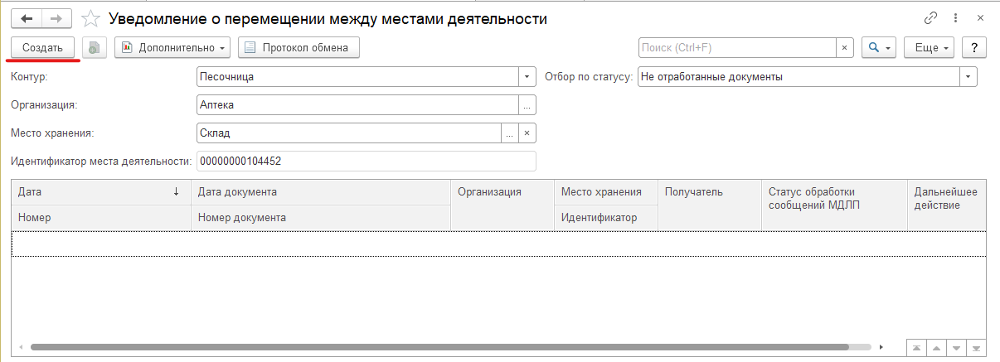 Уведомление о перемещении между местами деятельности
Создать Дополнительно Протокол обмена Поиск (Ctrl+F) × Еще ?
Контур: Песочница Отбор по статусу: Не отработанные документы
Организация: Аптека ...
Место хранения: Склад ... ×
Идентификатор места деятельности: 00000000104452
Дата ↓ Дата документа Организация Место хранения Получатель Статус обработки Дальнейшее
сообщений МДЛП действие
Номер Номер документа Идентификатор